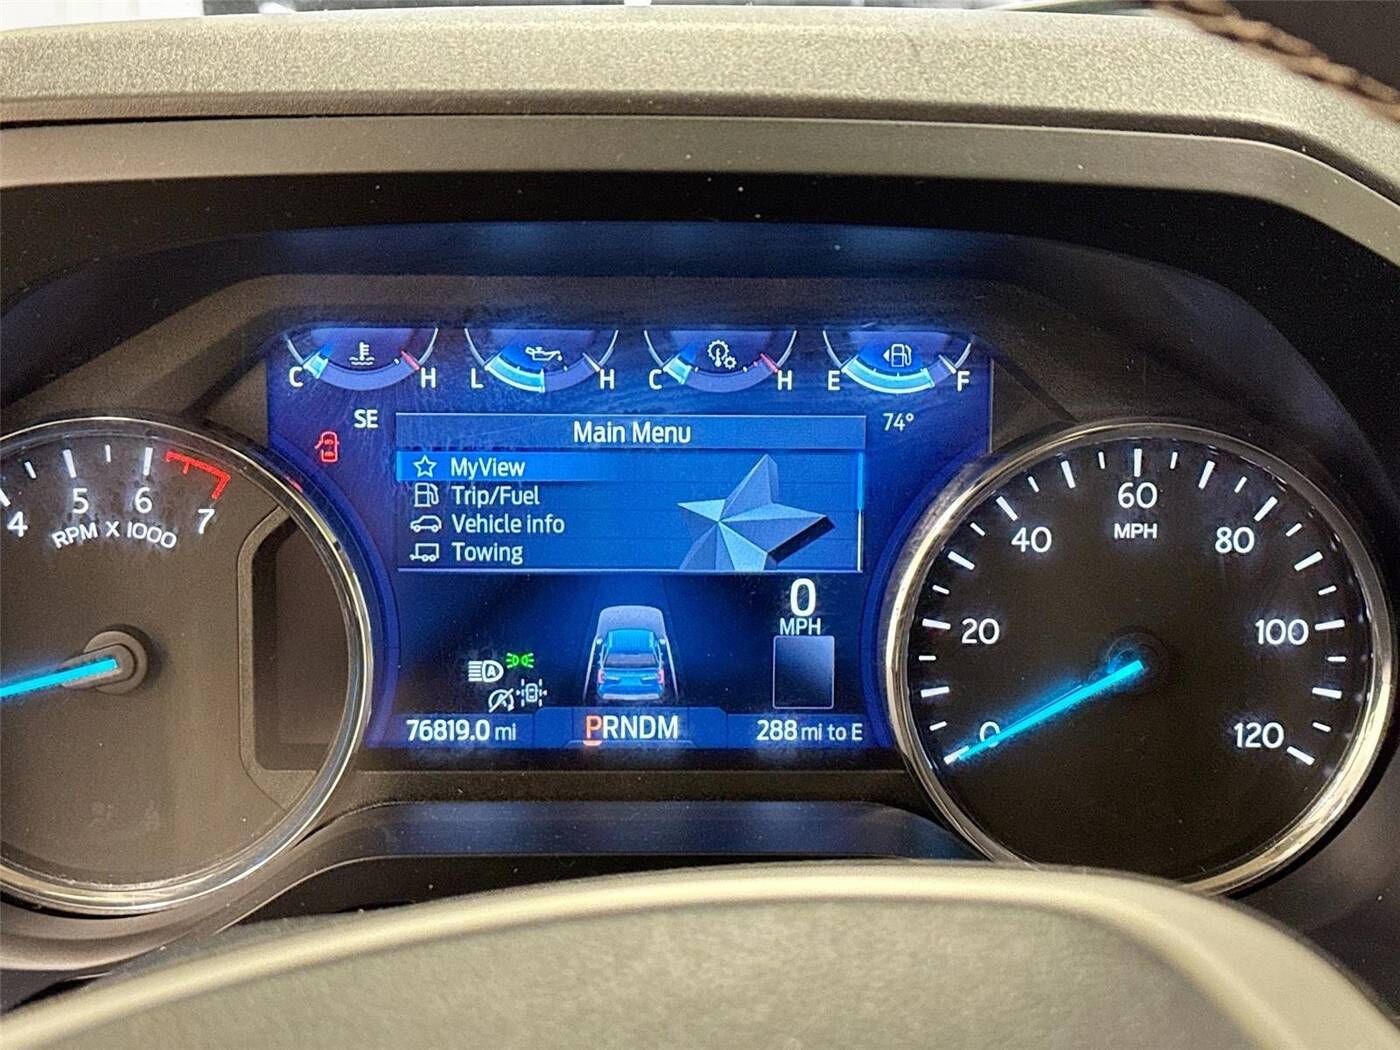 C H L H C H E F
SE
74°
Main Menu
MyView
Trip/Fuel
Vehicle info
Towing
0
MPH
A
76819.0 mi
PRNDM
288 mi to E
4 5 6 7
RPM X 1000
0 20 40 60 80 100 120
MPH